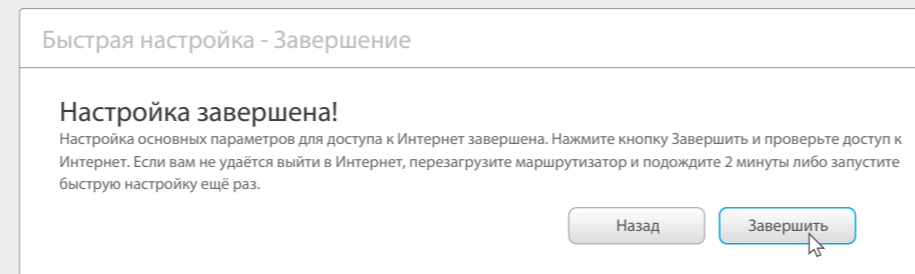 Быстрая настройка - Завершение
Настройка завершена!
Настройка основных параметров для доступа к Интернет завершена. Нажмите кнопку Завершить и проверьте доступ к
Интернет. Если вам не удаётся выйти в Интернет, перезагрузите маршрутизатор и подождите 2 минуты либо запустите
быструю настройку ещё раз.
Назад
Завершить